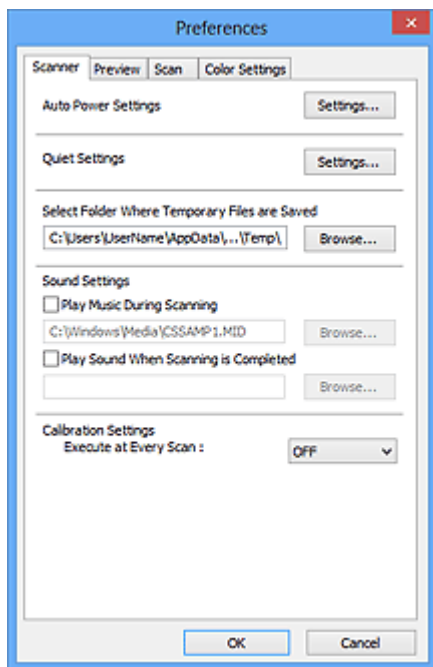 Preferences
Scanner Preview Scan Color Settings
Auto Power Settings Settings...
Quiet Settings Settings...
Select Folder Where Temporary Files are Saved
C:\Users\UserName\AppData\,...\Temp\ Browse...
Sound Settings
Play Music During Scanning
C:\Windows\Media\CSSAMP1.MID Browse...
Play Sound When Scanning is Completed
Browse...
Calibration Settings
Execute at Every Scan : OFF
OK Cancel